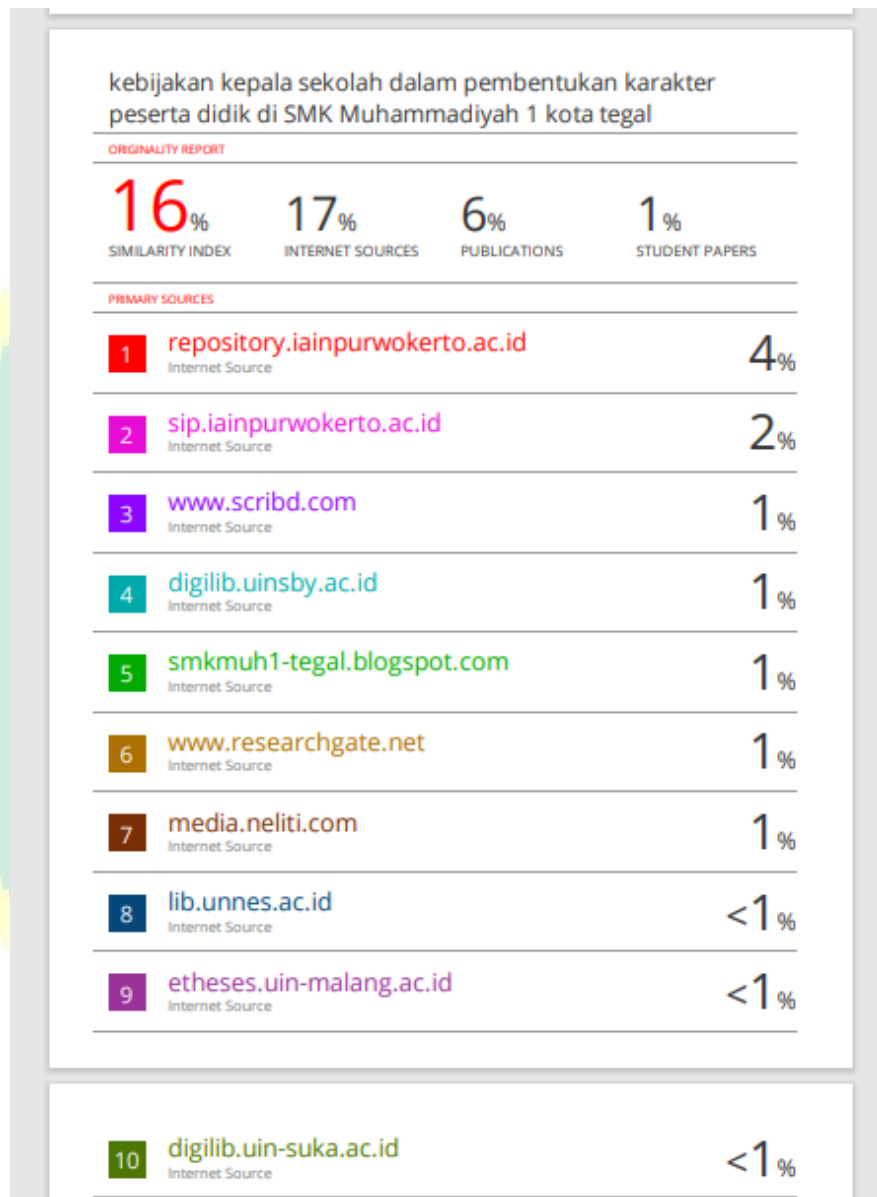 kebijakan kepala sekolah dalam pembentukan karakter
peserta didik di SMK Muhammadiyah 1 kota tegal
ORIGINALITY REPORT
16% 17% 6% 1%
SIMILARITY INDEX INTERNET SOURCES PUBLICATIONS STUDENT PAPERS
PRIMARY SOURCES
1 repository.iainpurwokerto.ac.id 4%
Internet Source
2 sip.iainpurwokerto.ac.id 2%
Internet Source
3 www.scribd.com 1%
Internet Source
4 digilib.uinsby.ac.id 1%
Internet Source
5 smkmuh1-tegal.blogspot.com 1%
Internet Source
6 www.researchgate.net 1%
Internet Source
7 media.neliti.com 1%
Internet Source
8 lib.unnes.ac.id <1%
Internet Source
9 etheses.uin-malang.ac.id <1%
Internet Source
10 digilib.uin-suka.ac.id <1%
Internet Source